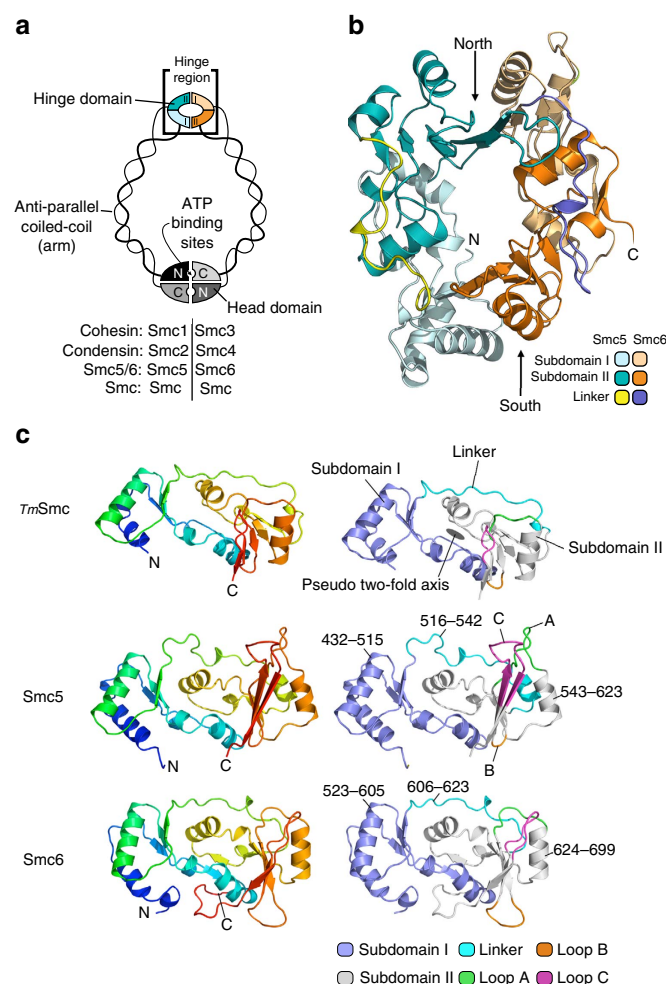 a
Hinge
region
Hinge domain
Anti-parallel
coiled-coil
(arm)
ATP
binding
sites
N C
C N
Head domain
Cohesin: Smc1 Smc3
Condensin: Smc2 Smc4
Smc5/6: Smc5 Smc6
Smc: Smc Smc
b
North
N
C
South
Smc5 Smc6
Subdomain I
Subdomain II
Linker
c
TmSmc
N
C
Subdomain I
Linker
Subdomain II
Pseudo two-fold axis
Smc5
N
C
432–515
516–542
C
A
543–623
B
Smc6
N
C
523–605
606–623
624–699
Subdomain I Linker Loop B
Subdomain II Loop A Loop C